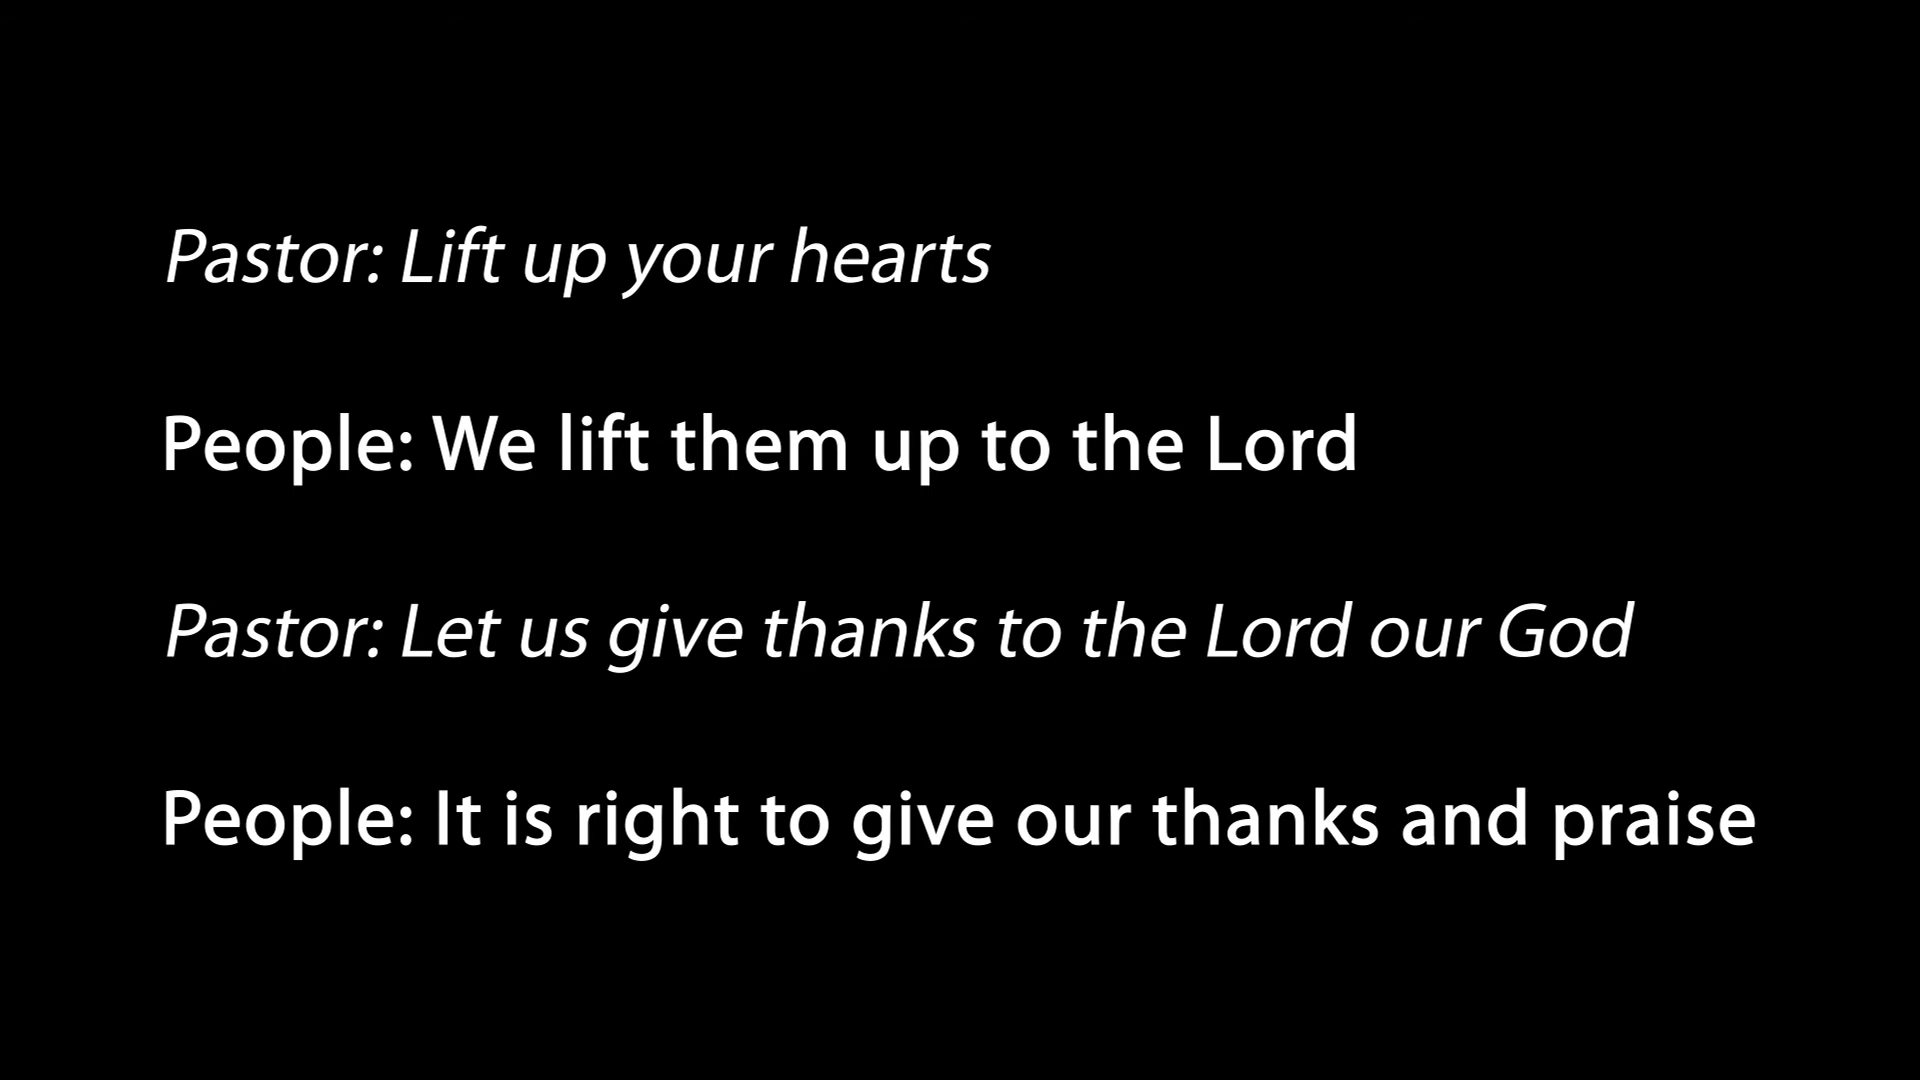 Pastor: Lift up your hearts
People: We lift them up to the Lord
Pastor: Let us give thanks to the Lord our God
People: It is right to give our thanks and praise